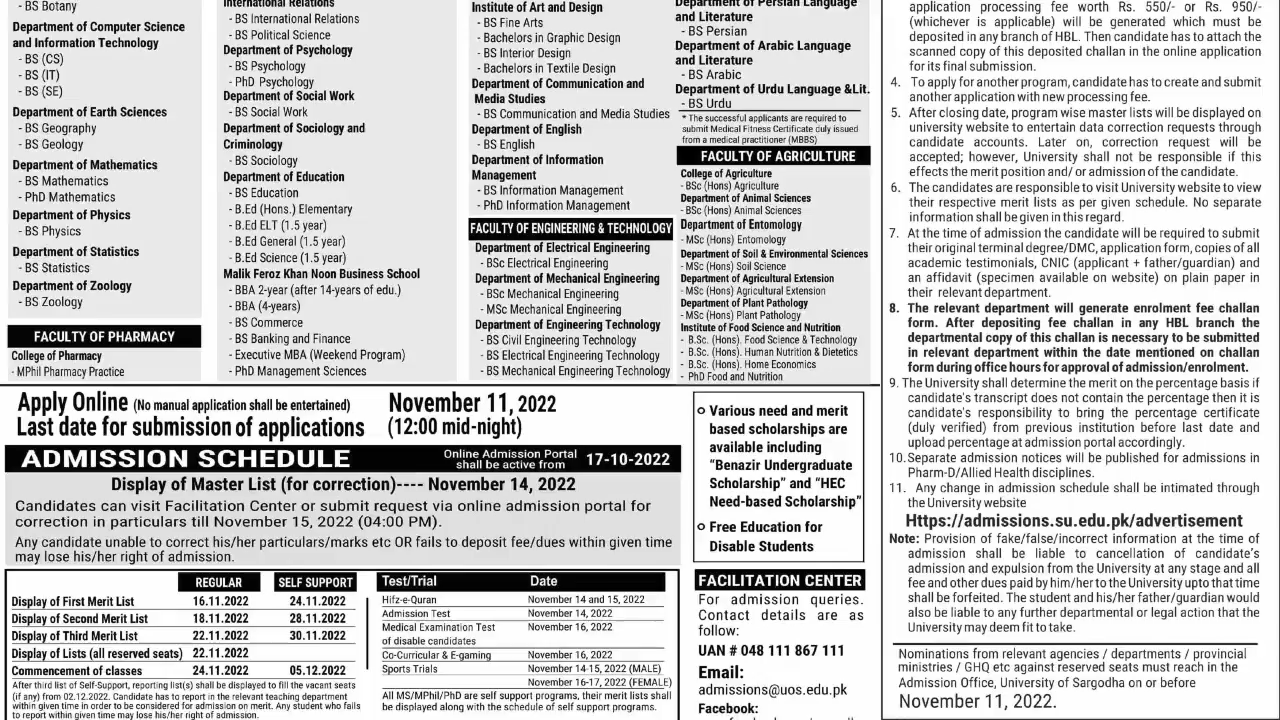 - BS Botany
Department of Computer Science
and Information Technology
- BS (CS)
- BS (IT)
- BS (SE)
Department of Earth Sciences
- BS Geography
- BS Geology
Department of Mathematics
- BS Mathematics
- PhD Mathematics
Department of Physics
- BS Physics
Department of Statistics
- BS Statistics
Department of Zoology
- BS Zoology
FACULTY OF PHARMACY
College of Pharmacy
- MPhil Pharmacy Practice
International Relations
- BS International Relations
- BS Political Science
Department of Psychology
- BS Psychology
- PhD Psychology
Department of Social Work
- BS Social Work
Department of Sociology and
Criminology
- BS Sociology
Department of Education
- BS Education
- B.Ed (Hons.) Elementary
- B.Ed ELT (1.5 year)
- B.Ed General (1.5 year)
- B.Ed Science (1.5 year)
Malik Feroz Khan Noon Business School
- BBA 2-year (after 14-years of edu.)
- BBA (4-years)
- BS Commerce
- BS Banking and Finance
- Executive MBA (Weekend Program)
- PhD Management Sciences
Institute of Art and Design
- BS Fine Arts
- Bachelors in Graphic Design
- BS Interior Design
- Bachelors in Textile Design
Department of Communication and
Media Studies
- BS Communication and Media Studies
Department of English
- BS English
Department of Information
Management
- BS Information Management
- PhD Information Management
FACULTY OF ENGINEERING & TECHNOLOGY
Department of Electrical Engineering
- BSc Electrical Engineering
Department of Mechanical Engineering
- BSc Mechanical Engineering
- MSc Mechanical Engineering
Department of Engineering Technology
- BS Civil Engineering Technology
- BS Electrical Engineering Technology
- BS Mechanical Engineering Technology
Department of Persian Language
and Literature
- BS Persian
Department of Arabic Language
and Literature
- BS Arabic
Department of Urdu Language &Lit.
- BS Urdu
* The successful applicants are required to
submit Medical Fitness Certificate duly issued
from a medical practitioner (MBBS)
FACULTY OF AGRICULTURE
College of Agriculture
- BSc (Hons) Agriculture
Department of Animal Sciences
- BSc (Hons) Animal Sciences
Department of Entomology
- MSc (Hons) Entomology
Department of Soil & Environmental Sciences
- MSc (Hons) Soil Science
Department of Agricultural Extension
- MSc (Hons) Agricultural Extension
Department of Plant Pathology
- MSc (Hons) Plant Pathology
Institute of Food Science and Nutrition
- B.Sc. (Hons). Food Science & Technology
- B.Sc. (Hons). Human Nutrition & Dietetics
- B.Sc. (Hons). Home Economics
- PhD Food and Nutrition
Apply Online (No manual application shall be entertained)
Last date for submission of applications
November 11, 2022
(12:00 mid-night)
ADMISSION SCHEDULE
Online Admission Portal
shall be active from
17-10-2022
Display of Master List (for correction)---- November 14, 2022
Candidates can visit Facilitation Center or submit request via online admission portal for
correction in particulars till November 15, 2022 (04:00 PM).
Any candidate unable to correct his/her particulars/marks etc OR fails to deposit fee/dues within given time
may lose his/her right of admission.
REGULAR SELF SUPPORT
Display of First Merit List 16.11.2022 24.11.2022
Display of Second Merit List 18.11.2022 28.11.2022
Display of Third Merit List 22.11.2022 30.11.2022
Display of Lists (all reserved seats) 22.11.2022
Commencement of classes 24.11.2022 05.12.2022
After third list of Self-Support, reporting list(s) shall be displayed to fill the vacant seats
(if any) from 02.12.2022. Candidate has to report in the relevant teaching department
within given time in order to be considered for admission on merit. Any student who fails
to report within given time may lose his/her right of admission.
Test/Trial Date
Hifz-e-Quran November 14 and 15, 2022
Admission Test November 14, 2022
Medical Examination Test November 16, 2022
of disable candidates
Co-Curricular & E-gaming November 16, 2022
Sports Trials November 14-15, 2022 (MALE)
November 16-17, 2022 (FEMALE)
All MS/MPhil/PhD are self support programs, their merit lists shall
be displayed along with the schedule of self support programs.
Various need and merit
based scholarships are
available including
"Benazir Undergraduate
Scholarship" and "HEC
Need-based Scholarship"
Free Education for
Disable Students
FACILITATION CENTER
For admission queries.
Contact details are as
follow:
UAN # 048 111 867 111
Email:
admissions@uos.edu.pk
Facebook:
application processing fee worth Rs. 550/- or Rs. 950/-
(whichever is applicable) will be generated which must be
deposited in any branch of HBL. Then candidate has to attach the
scanned copy of this deposited challan in the online application
for its final submission.
4. To apply for another program, candidate has to create and submit
another application with new processing fee.
5. After closing date, program wise master lists will be displayed on
university website to entertain data correction requests through
candidate accounts. Later on, correction request will be
accepted; however, University shall not be responsible if this
effects the merit position and/ or admission of the candidate.
6. The candidates are responsible to visit University website to view
their respective merit lists as per given schedule. No separate
information shall be given in this regard.
7. At the time of admission the candidate will be required to submit
their original terminal degree/DMC, application form, copies of all
academic testimonials, CNIC (applicant + father/guardian) and
an affidavit (specimen available on website) on plain paper in
their relevant department.
8. The relevant department will generate enrolment fee challan
form. After depositing fee challan in any HBL branch the
departmental copy of this challan is necessary to be submitted
in relevant department within the date mentioned on challan
form during office hours for approval of admission/enrolment.
9. The University shall determine the merit on the percentage basis if
candidate's transcript does not contain the percentage then it is
candidate's responsibility to bring the percentage certificate
(duly verified) from previous institution before last date and
upload percentage at admission portal accordingly.
10. Separate admission notices will be published for admissions in
Pharm-D/Allied Health disciplines.
11. Any change in admission schedule shall be intimated through
the University website
Https://admissions.su.edu.pk/advertisement
Note: Provision of fake/false/incorrect information at the time of
admission shall be liable to cancellation of candidate's
admission and expulsion from the University at any stage and all
fee and other dues paid by him/her to the University upto that time
shall be forfeited. The student and his/her father/guardian would
also be liable to any further departmental or legal action that the
University may deem fit to take.
Nominations from relevant agencies / departments / provincial
ministries / GHQ etc against reserved seats must reach in the
Admission Office, University of Sargodha on or before
November 11, 2022.